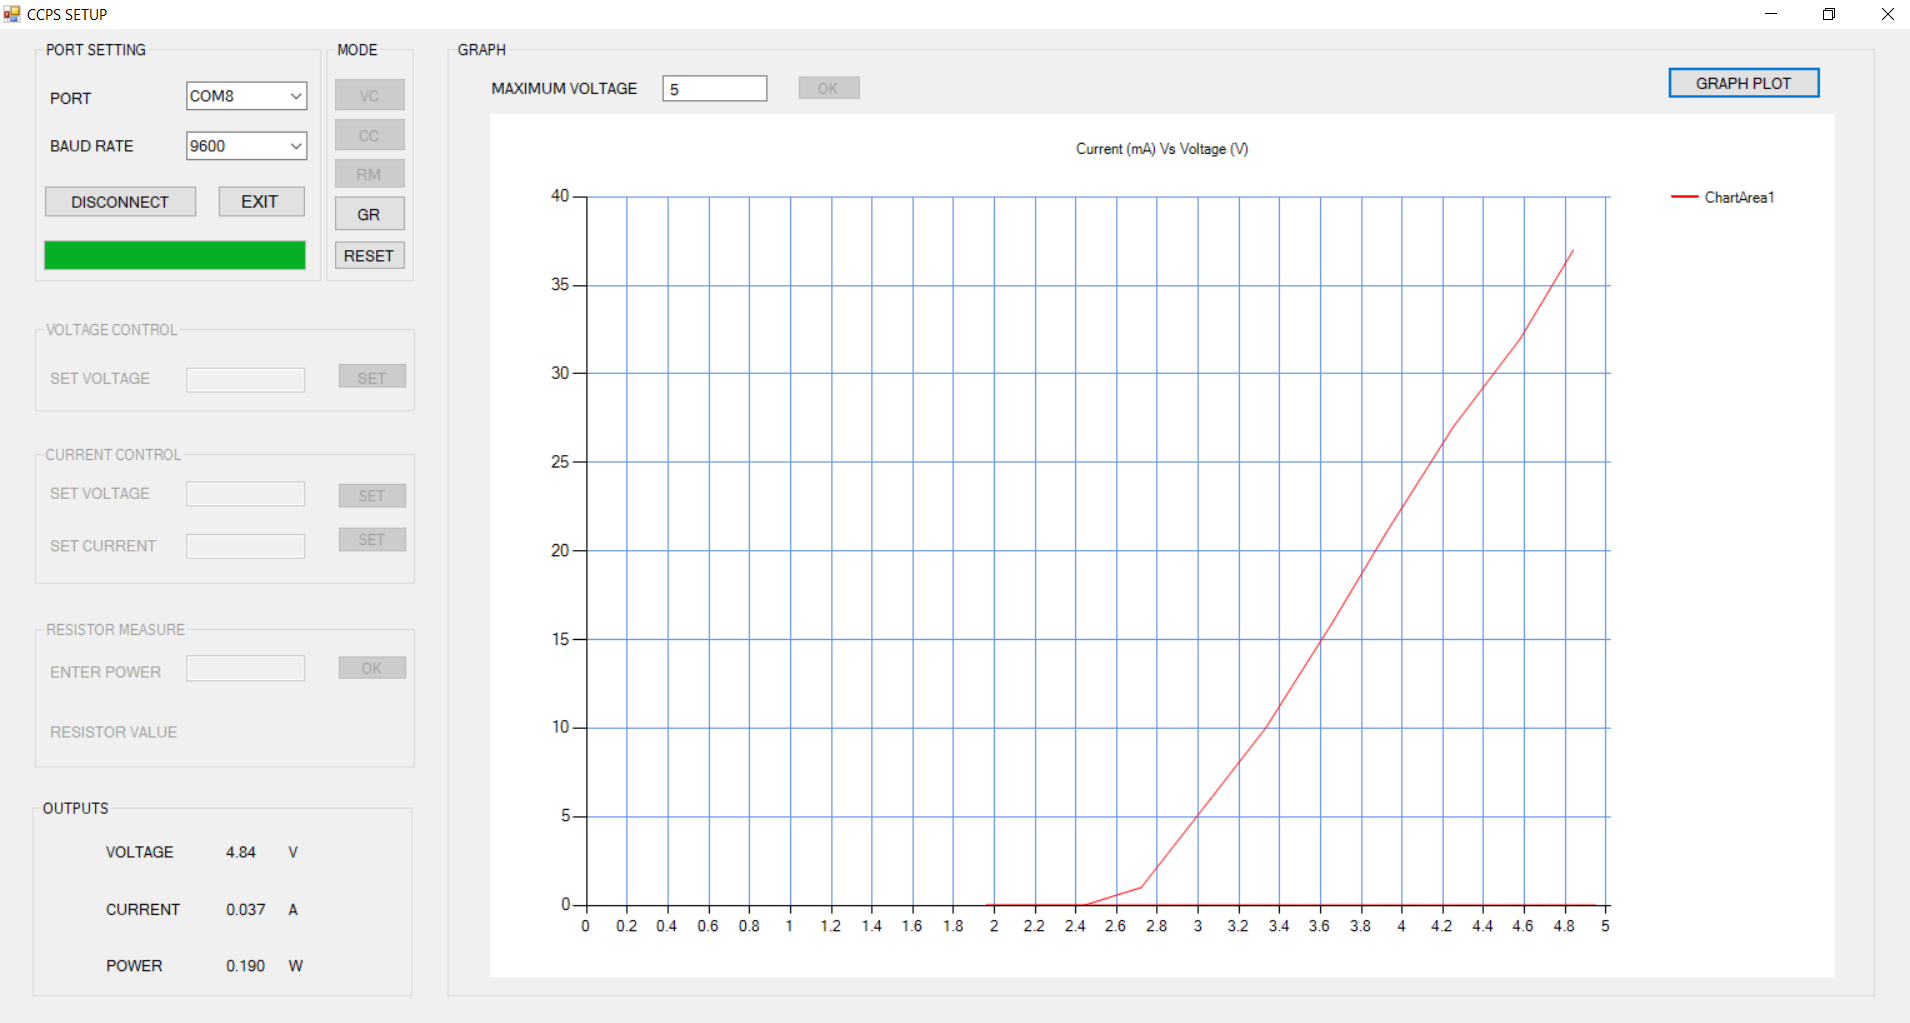 CCPS SETUP
PORT SETTING
PORT COM8
BAUD RATE 9600
DISCONNECT EXIT
MODE
VC
CC
RM
GR
RESET
VOLTAGE CONTROL
SET VOLTAGE SET
CURRENT CONTROL
SET VOLTAGE SET
SET CURRENT SET
RESISTOR MEASURE
ENTER POWER OK
RESISTOR VALUE
OUTPUTS
VOLTAGE 4.84 V
CURRENT 0.037 A
POWER 0.190 W
GRAPH
MAXIMUM VOLTAGE 5 OK
GRAPH PLOT
Current (mA) Vs Voltage (V)
ChartArea1
40
35
30
25
20
15
10
5
0
0 0.2 0.4 0.6 0.8 1 1.2 1.4 1.6 1.8 2 2.2 2.4 2.6 2.8 3 3.2 3.4 3.6 3.8 4 4.2 4.4 4.6 4.8 5